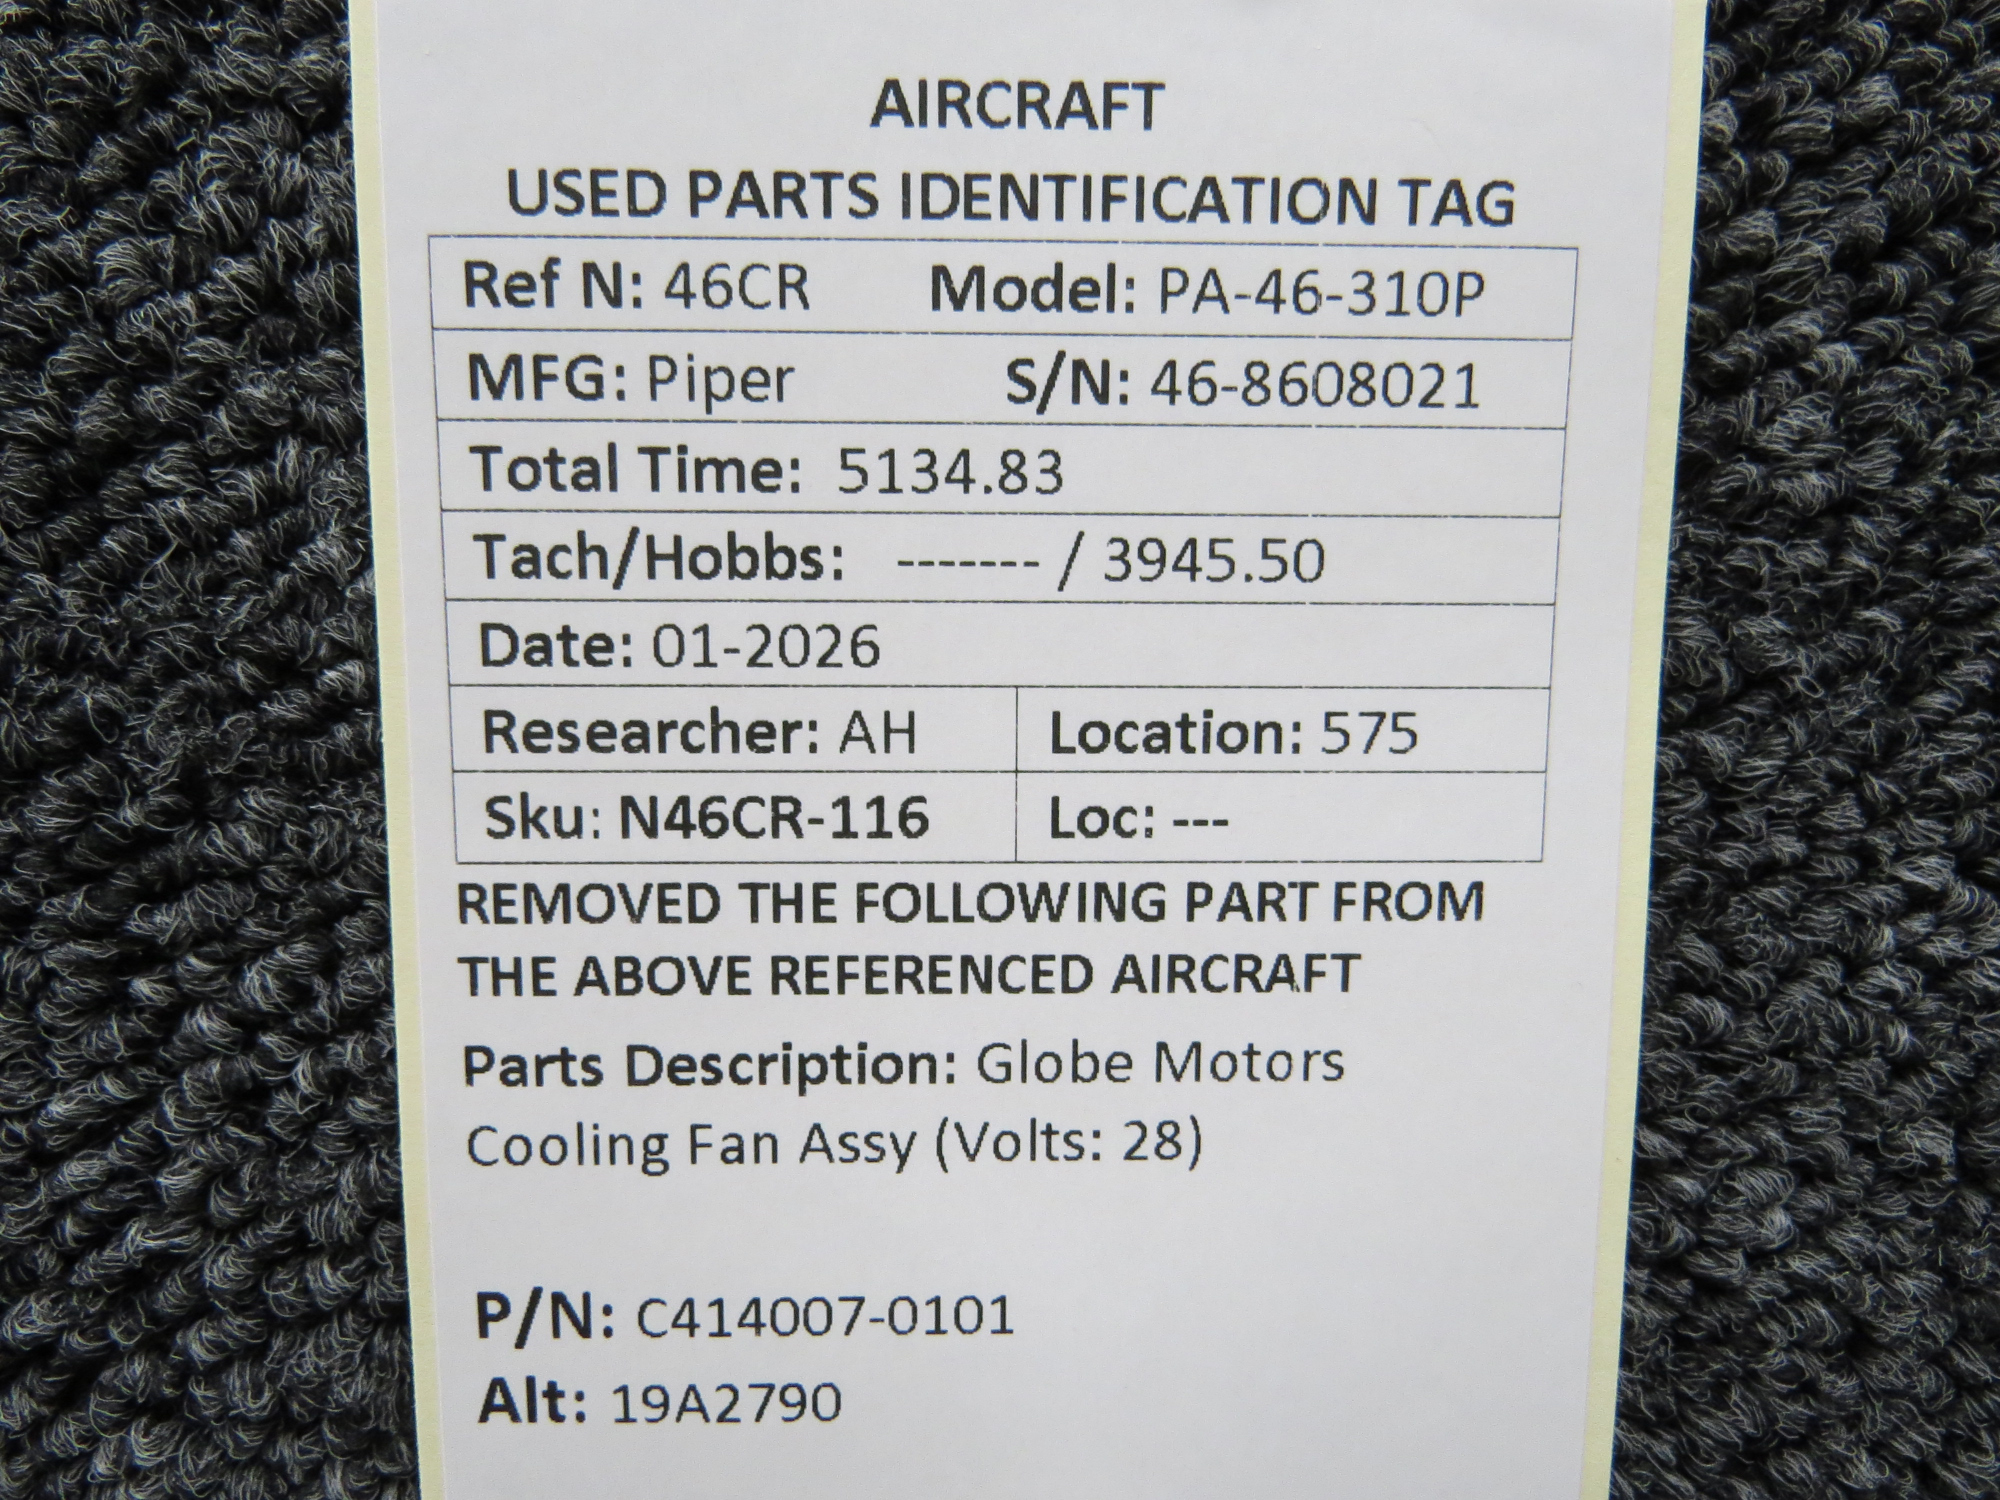 AIRCRAFT
USED PARTS IDENTIFICATION TAG
Ref N: 46CR Model: PA-46-310P
MFG: Piper S/N: 46-8608021
Total Time: 5134.83
Tach/Hobbs: ------- / 3945.50
Date: 01-2026
Researcher: AH Location: 575
Sku: N46CR-116 Loc: ---
REMOVED THE FOLLOWING PART FROM
THE ABOVE REFERENCED AIRCRAFT
Parts Description: Globe Motors
Cooling Fan Assy (Volts: 28)
P/N: C414007-0101
Alt: 19A2790